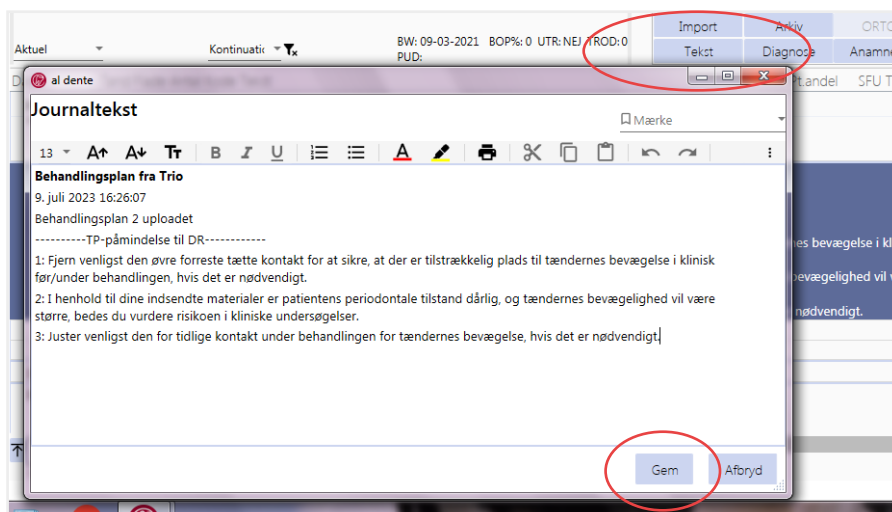 Import Arkiv ORTO
Aktuel Kontinuatic BW: 09-03-2021 BOP%: 0 UTR: NEJ TROD: 0
PUD:
Tekst Diagnose Anamne
al dente
Pt.andel SFU T
Journaltekst
Mærke
13 A A TT B I U A
Behandlingsplan fra Trio
9. juli 2023 16:26:07
Behandlingsplan 2 uploadet
----------TP-påmindelse til DR------------
1: Fjern venligst den øvre forreste tætte kontakt for at sikre, at der er tilstrækkelig plads til tændernes bevægelse i klinisk
før/under behandlingen, hvis det er nødvendigt.
2: I henhold til dine indsendte materialer er patientens periodontale tilstand dårlig, og tændernes bevægelighed vil være
større, bedes du vurdere risikoen i kliniske undersøgelser.
3: Juster venligst den for tidlige kontakt under behandlingen for tændernes bevægelse, hvis det er nødvendigt.
nes bevægelse i kl
bevægelighed vil v
nødvendigt.
Gem Afbryd